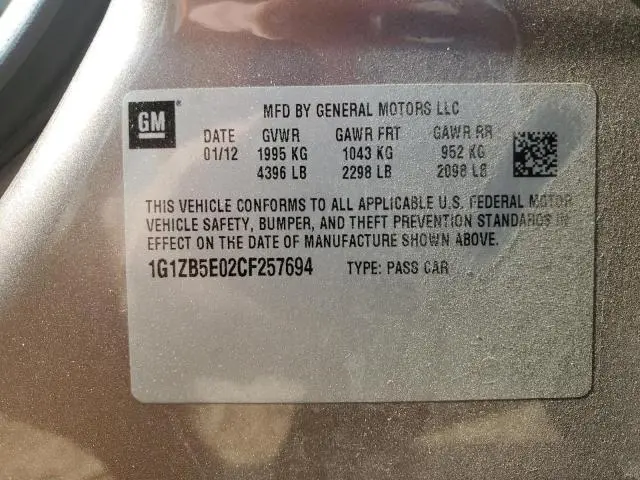 GM
MFD BY GENERAL MOTORS LLC
DATE GVWR GAWR FRT GAWR RR
01/12 1995 KG 1043 KG 952 KG
4396 LB 2298 LB 2098 LB
THIS VEHICLE CONFORMS TO ALL APPLICABLE U.S. FEDERAL MOTOR
VEHICLE SAFETY, BUMPER, AND THEFT PREVENTION STANDARDS IN
EFFECT ON THE DATE OF MANUFACTURE SHOWN ABOVE.
1G1ZB5E02CF257694 TYPE: PASS CAR